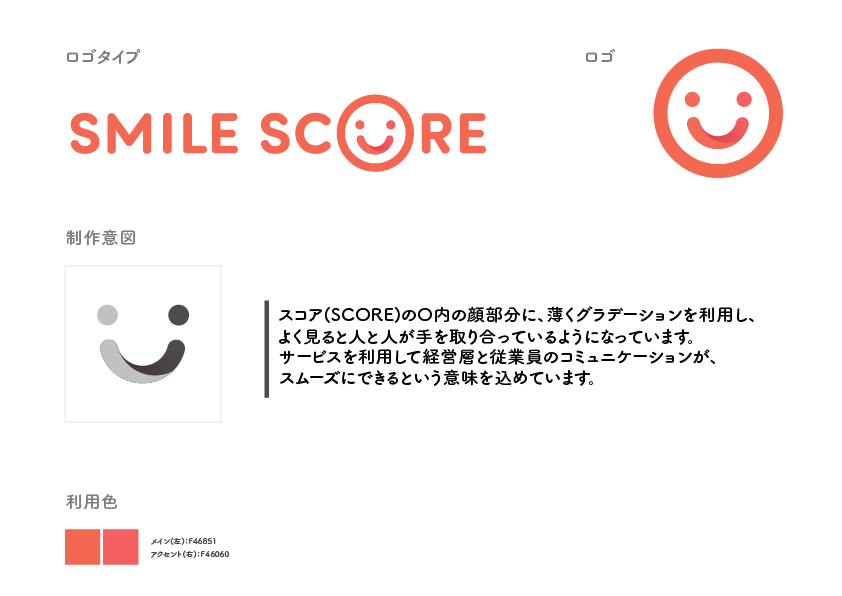 ロゴタイプ
ロゴ
SMILE SCORE
制作意図
スコア(SCORE)のO内の顔部分に、薄くグラデーションを利用し、
よく見ると人と人が手を取り合っているようになっています。
サービスを利用して経営層と従業員のコミュニケーションが、
スムーズにできるという意味を込めています。
利用色
メイン(左):F46851
アクセント(右):F46060